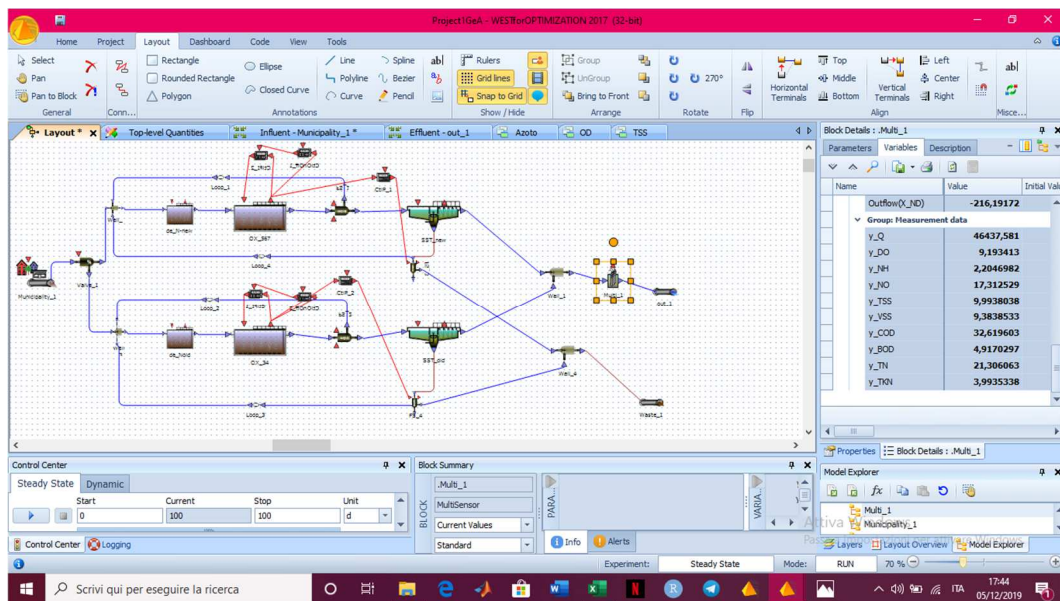 Project1GeA - WESTforOPTIMIZATION 2017 (32-bit)
Home Project Layout Dashboard Code View Tools
Select
Pan
Pan to Block
General
Conn...
Rectangle
Rounded Rectangle
Polygon
Ellipse
Closed Curve
Line
Polyline
Curve
Spline
Bezier
Pencil
Annotations
Rulers
Grid lines
Snap to Grid
Show / Hide
Group
UnGroup
Bring to Front
Arrange
270°
Rotate
Flip
Horizontal Terminals
Top
Middle
Bottom
Vertical Terminals
Left
Center
Right
Align
Misce...
Layout * Top-level Quantities Influent - Municipality_1 * Effluent - out_1 Azoto OD TSS
Loop_1
Ctrl#_1
de_N-new
OX_567
SST_new
Loop_4
Municipality_1
Valve_1
Well_1
Multi_1
out_1
Loop_2
Ctrl#_2
de_Nold
OX_34
SST_old
Well_4
Loop_3
Waste_1
Block Details : .Multi_1
Parameters Variables Description
Name Value Initial Val
Outflow(X_ND) -216,19172
Group: Measurement data
y_Q 46437,581
y_DO 9,193413
y_NH 2,2046982
y_NO 17,312529
y_TSS 9,9938038
y_VSS 9,3838533
y_COD 32,619603
y_BOD 4,9170297
y_TN 21,306063
y_TKN 3,9935338
Properties Block Details : .Multi_1
Model Explorer
Multi_1
Municipality_1
Layers Layout Overview Model Explorer
Control Center
Steady State Dynamic
Start Current Stop Unit
0 100 100 d
Control Center Logging
Block Summary
BLOCK
.Multi_1
MultiSensor
Current Values
Standard
PARA...
VARIA...
Info Alerts
Experiment: Steady State Mode: RUN 70 %
Scrivi qui per eseguire la ricerca
ITA
17:44
05/12/2019